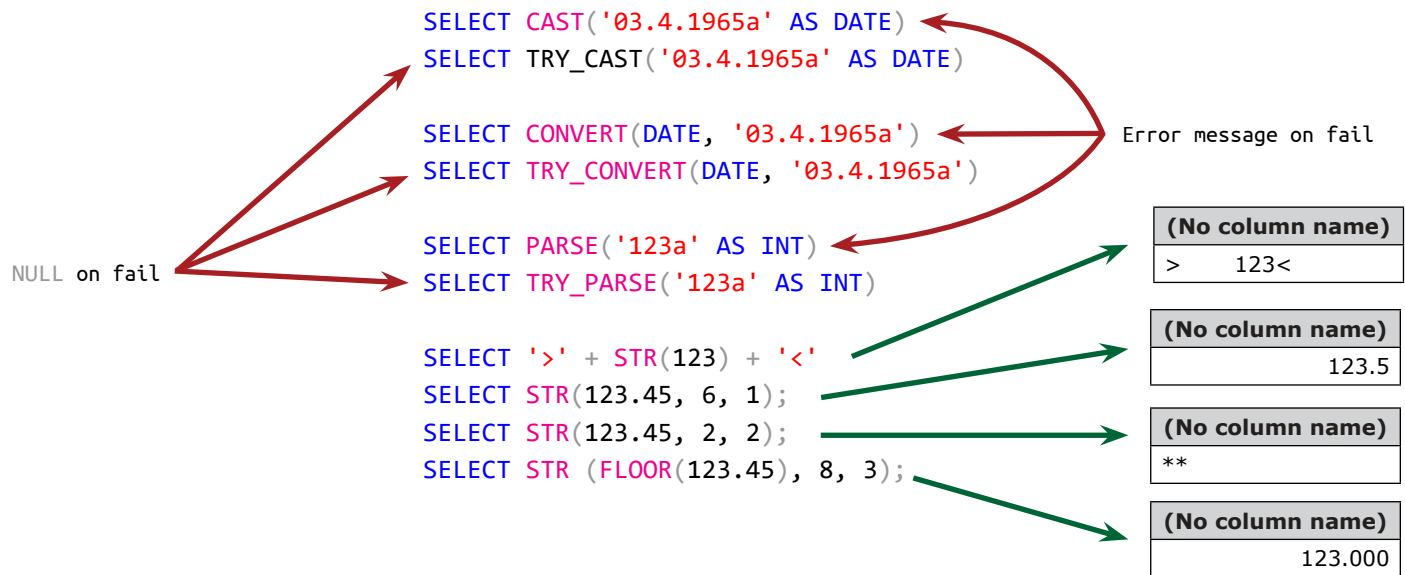 SELECT CAST('03.4.1965a' AS DATE)
SELECT TRY_CAST('03.4.1965a' AS DATE)
SELECT CONVERT(DATE, '03.4.1965a')
Error message on fail
SELECT TRY_CONVERT(DATE, '03.4.1965a')
SELECT PARSE('123a' AS INT)
NULL on fail
SELECT TRY_PARSE('123a' AS INT)
(No column name)
>      123<
SELECT '>' + STR(123) + '<'
(No column name)
123.5
SELECT STR(123.45, 6, 1);
SELECT STR(123.45, 2, 2);
(No column name)
**
SELECT STR (FLOOR(123.45), 8, 3);
(No column name)
123.000